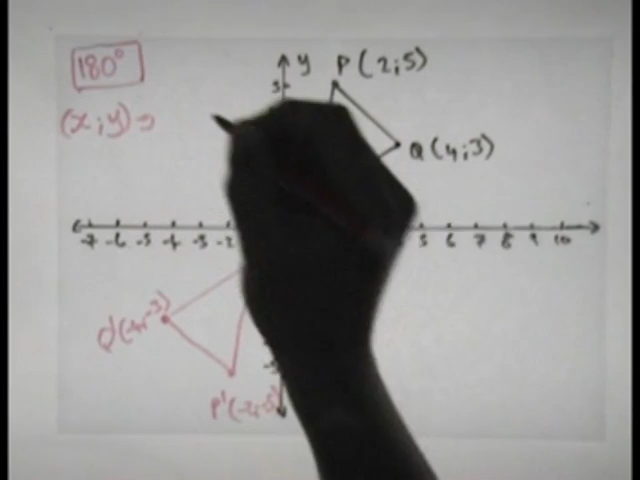 180°
y P(2;5)
5
(x;y)→
Q(4;3)
-7 -6 -5 -4 -3 -2 5 6 7 8 9 10
Q'(-4;-3)
-5
P'(-2;-5)